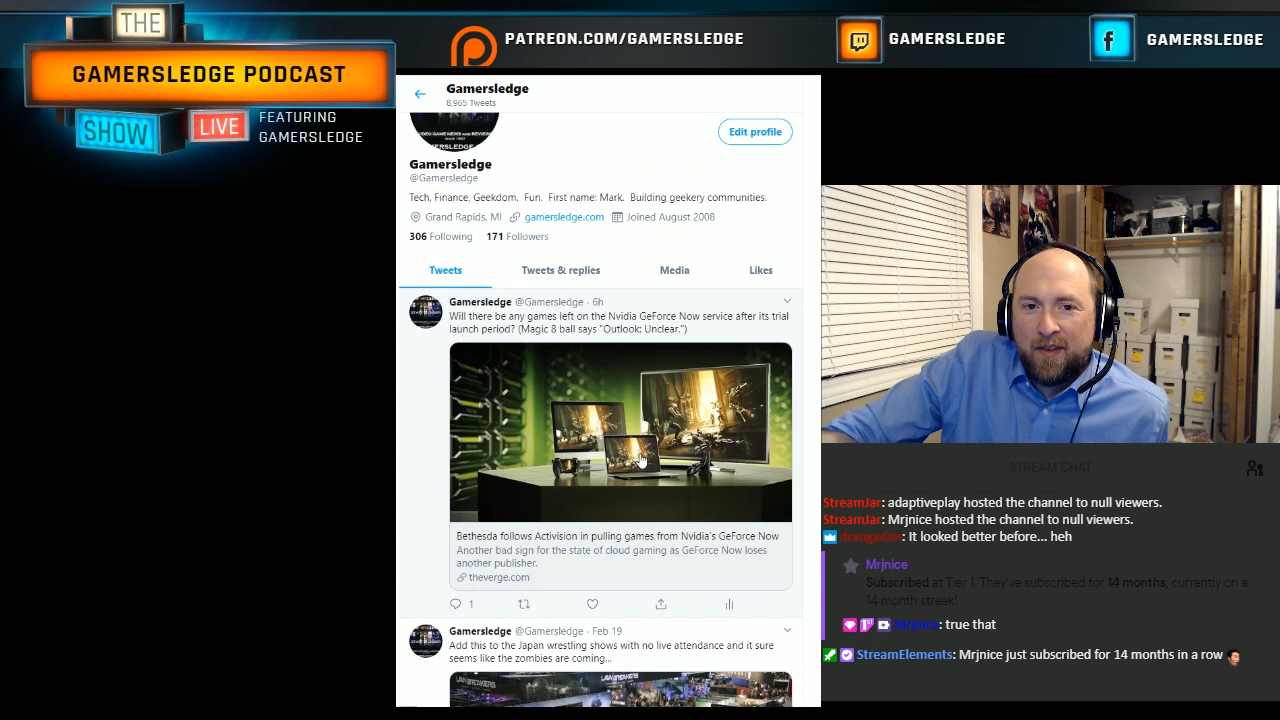 THE
GAMERSLEDGE PODCAST
SHOW
LIVE
FEATURING
GAMERSLEDGE
PATREON.COM/GAMERSLEDGE
GAMERSLEDGE
GAMERSLEDGE
Gamersledge
8,965 Tweets
Edit profile
Gamersledge
@Gamersledge
Tech, Finance, Geekdom. Fun. First name: Mark. Building geekery communities.
Grand Rapids, MI gamersledge.com Joined August 2008
306 Following 171 Followers
Tweets Tweets & replies Media Likes
Gamersledge @Gamersledge · 6h
Will there be any games left on the Nvidia GeForce Now service after its trial
launch period? (Magic 8 ball says "Outlook: Unclear.")
Bethesda follows Activision in pulling games from Nvidia's GeForce Now
Another bad sign for the state of cloud gaming as GeForce Now loses
another publisher.
theverge.com
1
Gamersledge @Gamersledge · Feb 19
Add this to the Japan wrestling shows with no live attendance and it sure
seems like the zombies are coming...
LAWBREAKERS
STREAM CHAT
StreamJar: adaptiveplay hosted the channel to null viewers.
StreamJar: Mrjnice hosted the channel to null viewers.
: It looked better before... heh
Mrjnice
Subscribed at Tier 1. They've subscribed for 14 months, currently on a
14 month streak!
Mrjnice: true that
StreamElements: Mrjnice just subscribed for 14 months in a row